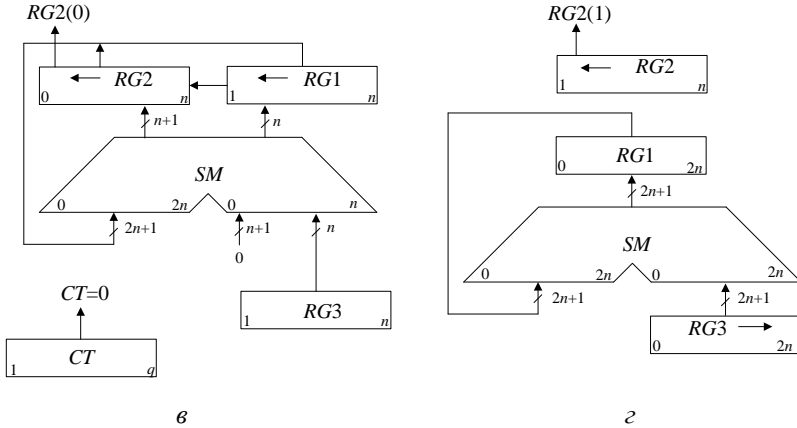 RG2(0)
RG2
0
n
RG1
1
n
n+1
n
SM
0
2n
0
n
2n+1
n+1
0
n
RG3
1
n
CT=0
CT
1
q
в
RG2(1)
RG2
1
n
RG1
0
2n
2n+1
SM
0
2n
0
2n
2n+1
2n+1
RG3
0
2n
г